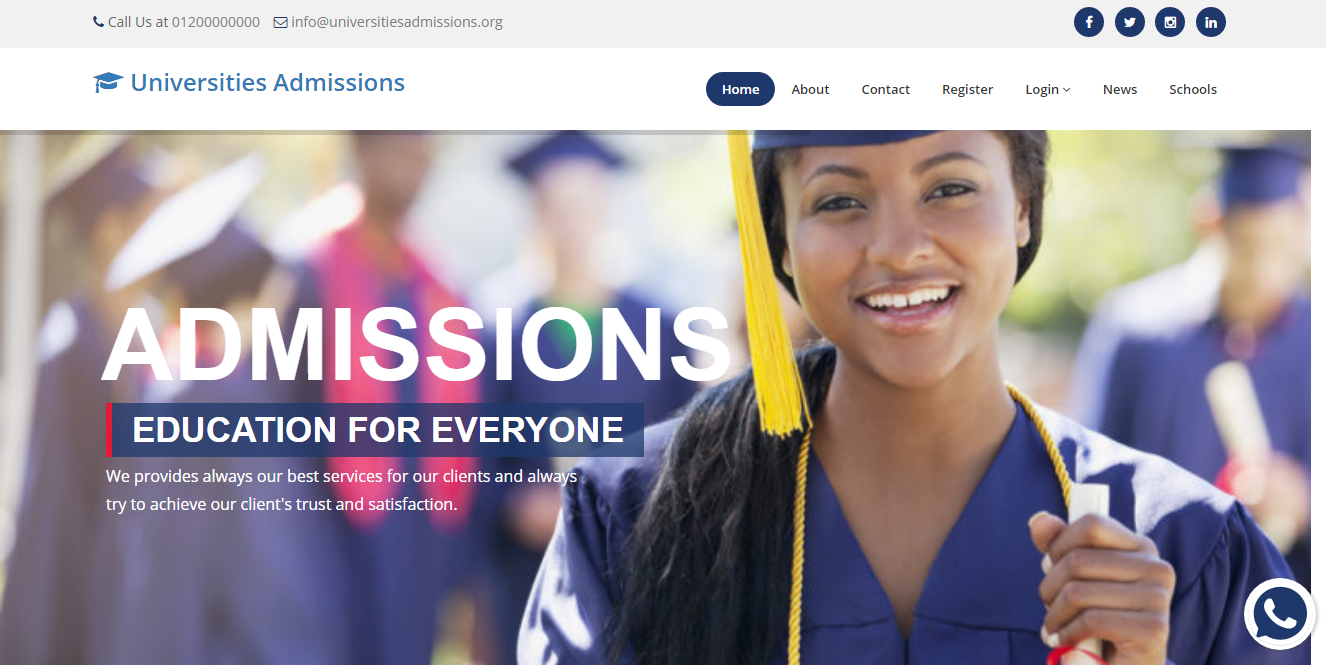 Call Us at 01200000000 info@universitiesadmissions.org
Universities Admissions
Home About Contact Register Login News Schools
ADMISSIONS
EDUCATION FOR EVERYONE
We provides always our best services for our clients and always
try to achieve our client's trust and satisfaction.